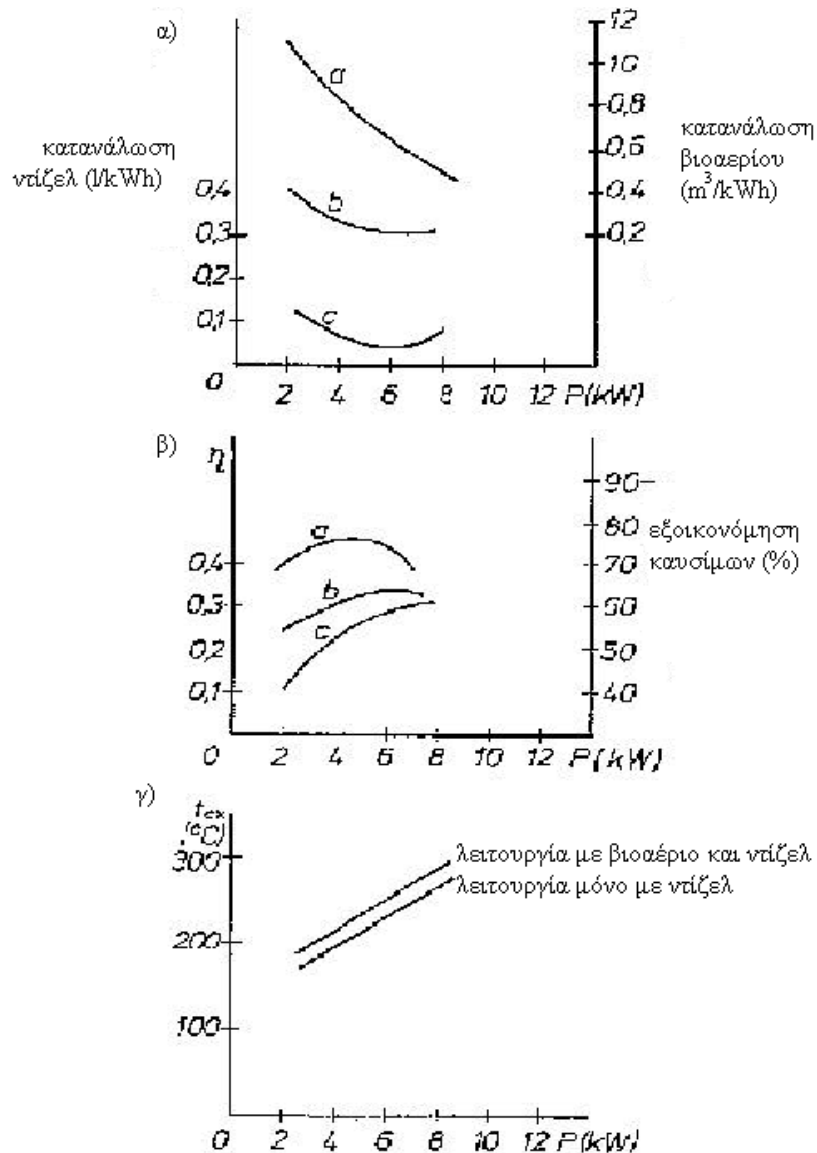 α)
κατανάλωση
ντίζελ (l/kWh)
0,4
0,3
0,2
0,1
0
a
b
c
12
10
0,8
0,6
0,4
0,2
κατανάλωση
βιοαερίου
(m³/kWh)
2 4 6 8 10 12 P(kW)
β)
η
0,4
0,3
0,2
0,1
0
a
b
c
90
80
70
60
50
40
εξοικονόμηση
καυσίμων (%)
2 4 6 8 10 12 P(kW)
γ)
tex
(°C)
300
200
100
0
λειτουργία με βιοαέριο και ντίζελ
λειτουργία μόνο με ντίζελ
2 4 6 8 10 12 P(kW)